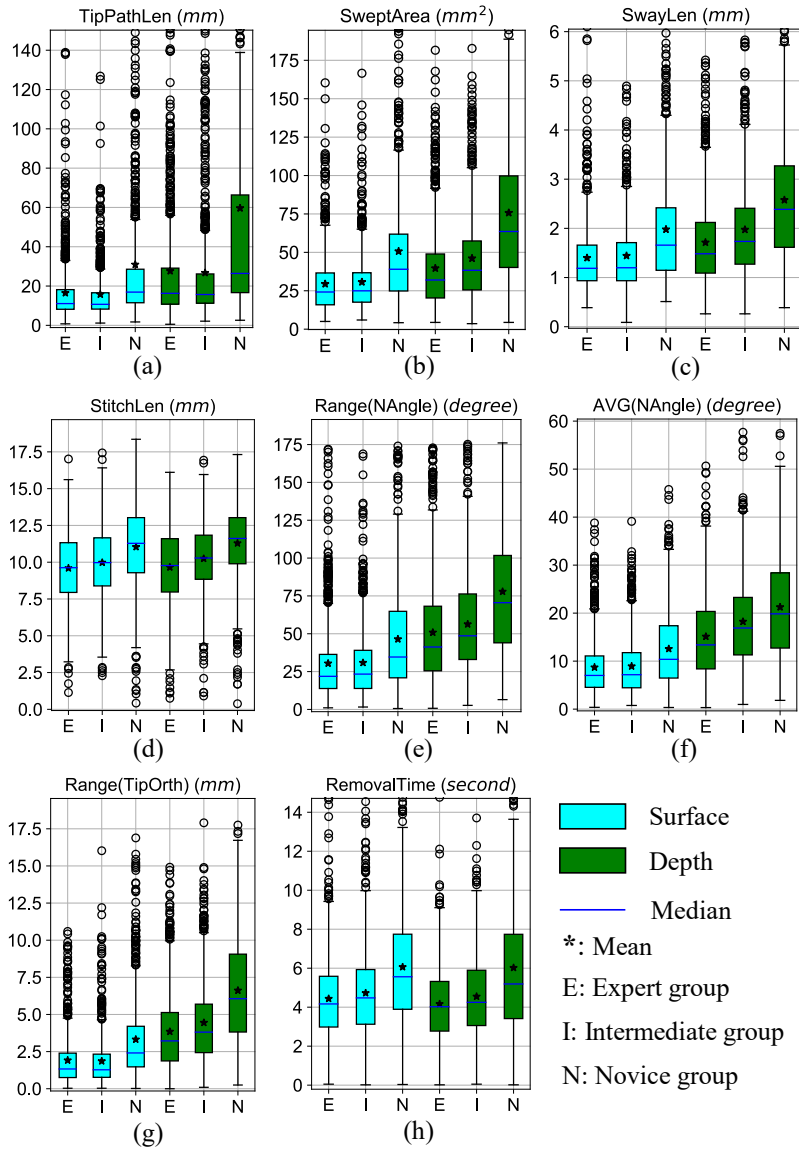 TipPathLen (mm)
SweptArea (mm²)
SwayLen (mm)
140
120
100
80
60
40
20
0
175
150
125
100
75
50
25
0
6
5
4
3
2
1
0
E I N E I N
E I N E I N
E I N E I N
(a)
(b)
(c)
StitchLen (mm)
Range(NAngle) (degree)
AVG(NAngle) (degree)
17.5
15.0
12.5
10.0
7.5
5.0
2.5
0.0
175
150
125
100
75
50
25
0
60
50
40
30
20
10
0
E I N E I N
E I N E I N
E I N E I N
(d)
(e)
(f)
Range(TipOrth) (mm)
RemovalTime (second)
17.5
15.0
12.5
10.0
7.5
5.0
2.5
0.0
14
12
10
8
6
4
2
0
E I N E I N
E I N E I N
(g)
(h)
Surface
Depth
Median
*: Mean
E: Expert group
I: Intermediate group
N: Novice group